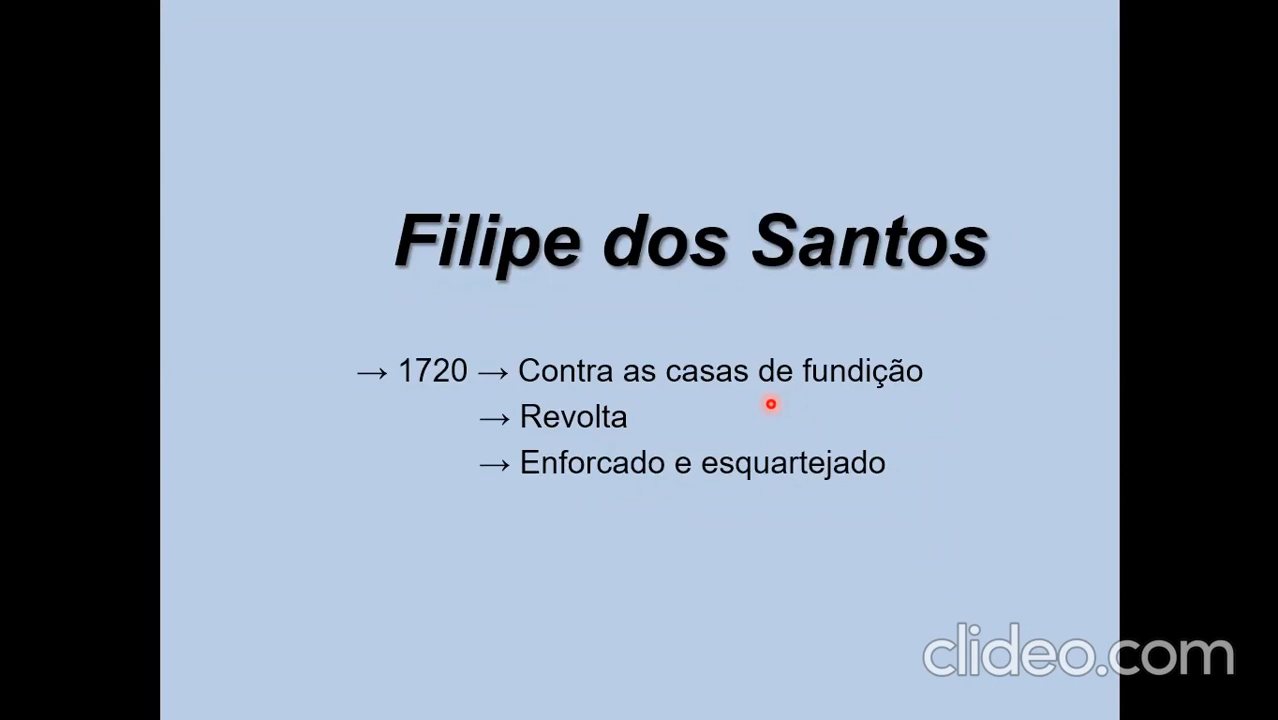 Filipe dos Santos
→ 1720 → Contra as casas de fundição
→ Revolta
→ Enforcado e esquartejado
clideo.com